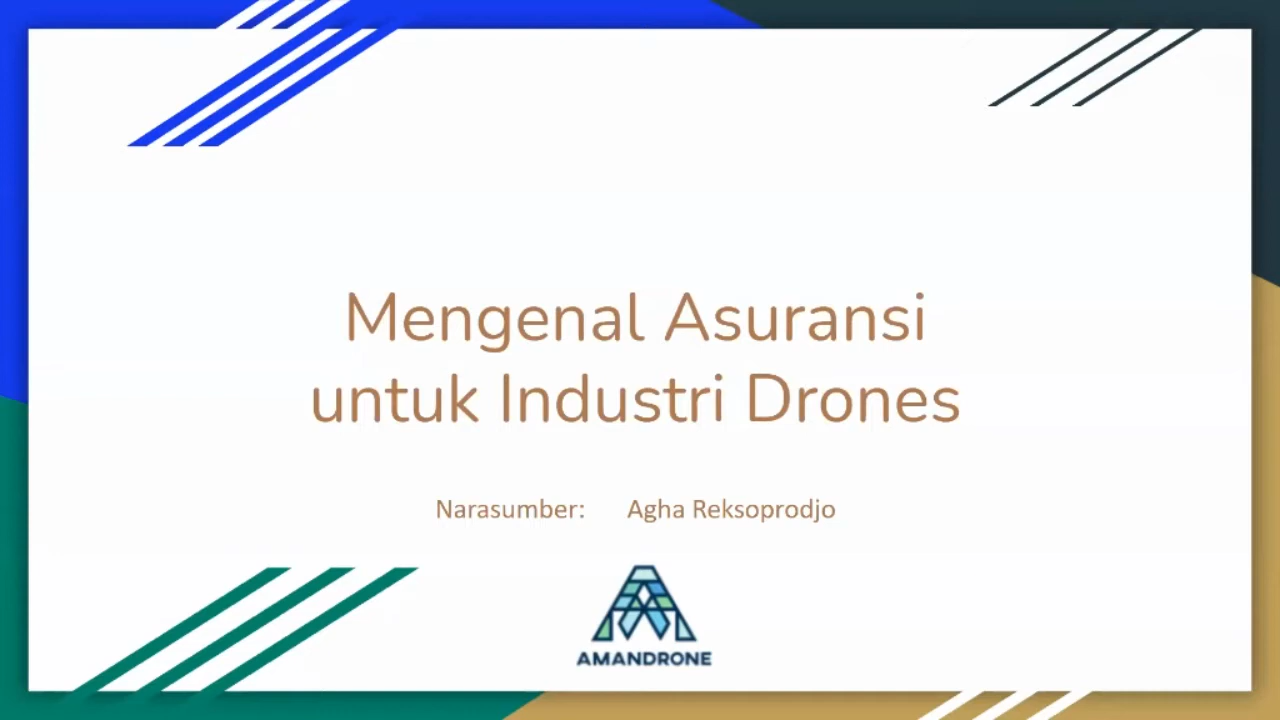 Mengenal Asuransi
untuk Industri Drones
Narasumber: Agha Reksoprodjo
AMANDRONE